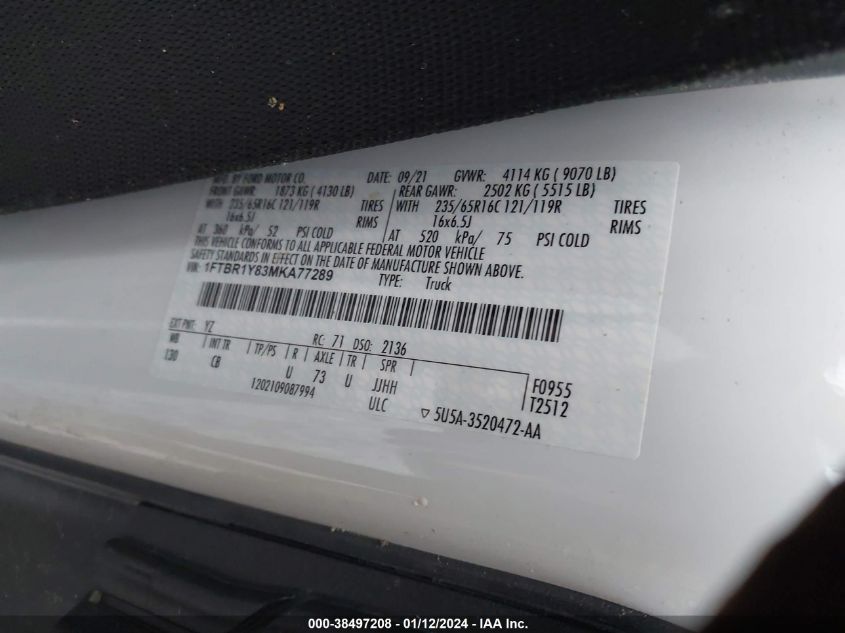 MFG. BY FORD MOTOR CO. DATE: 09/21 GVWR: 4114 KG ( 9070 LB)
FRONT GAWR: 1873 KG ( 4130 LB) REAR GAWR: 2502 KG ( 5515 LB)
WITH 235/65R16C 121/119R TIRES WITH 235/65R16C 121/119R TIRES
16x6.5J RIMS 16x6.5J RIMS
AT 360 kPa/ 52 PSI COLD AT 520 kPa/ 75 PSI COLD
THIS VEHICLE CONFORMS TO ALL APPLICABLE FEDERAL MOTOR VEHICLE
SAFETY STANDARDS IN EFFECT ON THE DATE OF MANUFACTURE SHOWN ABOVE.
VIN: 1FTBR1Y83MKA77289 TYPE: Truck
EXT PNT: YZ RC: 71 DSO: 2136
WB INT TR TP/PS R AXLE TR SPR
130 CB U 73 U JJHH
F0955
1202109087994 ULC T2512
5U5A-3520472-AA
000-38497208 - 01/12/2024 - 1114 - IAA Inc.